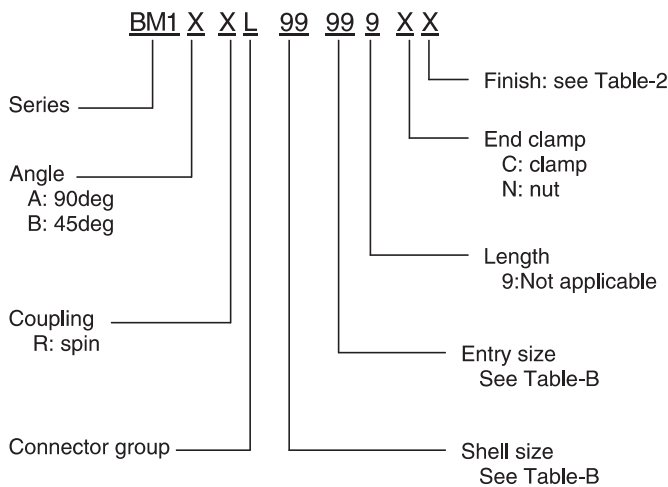 BM1 X X L 99 99 9 X X
Series
Angle
A: 90deg
B: 45deg
Coupling
R: spin
Connector group
Finish: see Table-2
End clamp
C: clamp
N: nut
Length
9:Not applicable
Entry size
See Table-B
Shell size
See Table-B